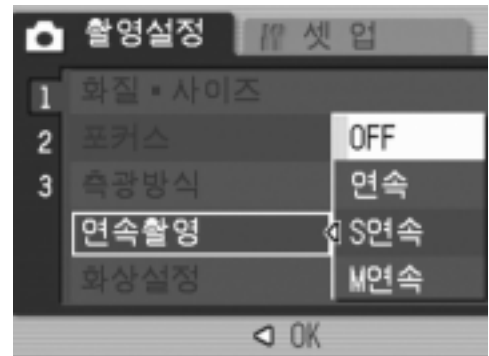 촬영설정 셋 업
1 화질▪사이즈
2 포커스 OFF
3 측광방식 연속
연속촬영 S연속
화상설정 M연속
OK